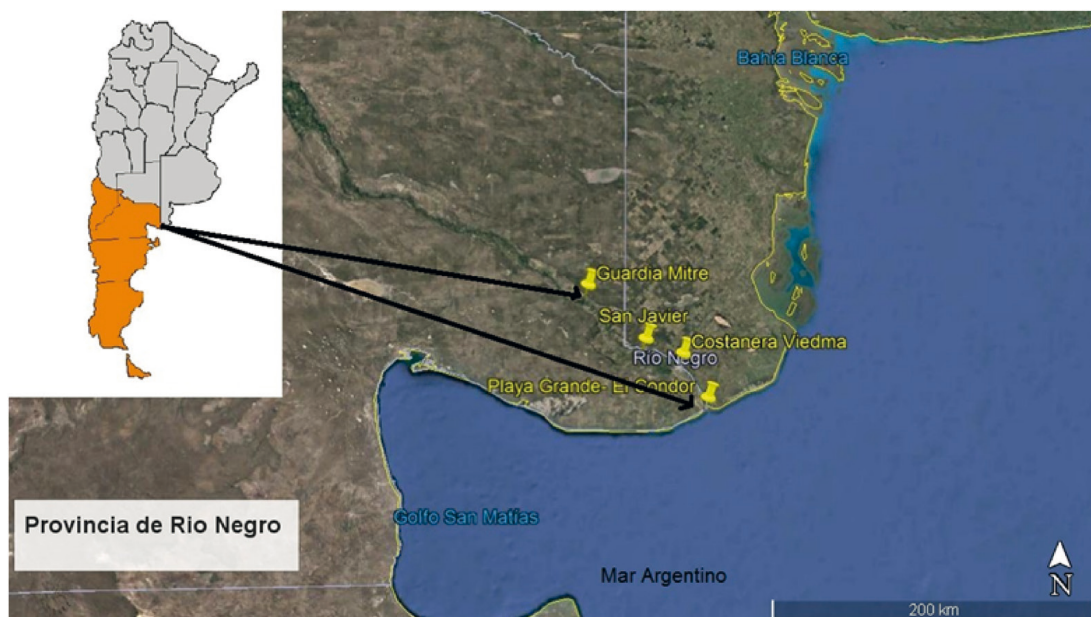 Bahía Blanca
Guardia Mitre
San Javier
Costanera Viedma
Río Negro
Playa Grande- El Condor
Provincia de Rio Negro
Golfo San Matías
Mar Argentino
N
200 km